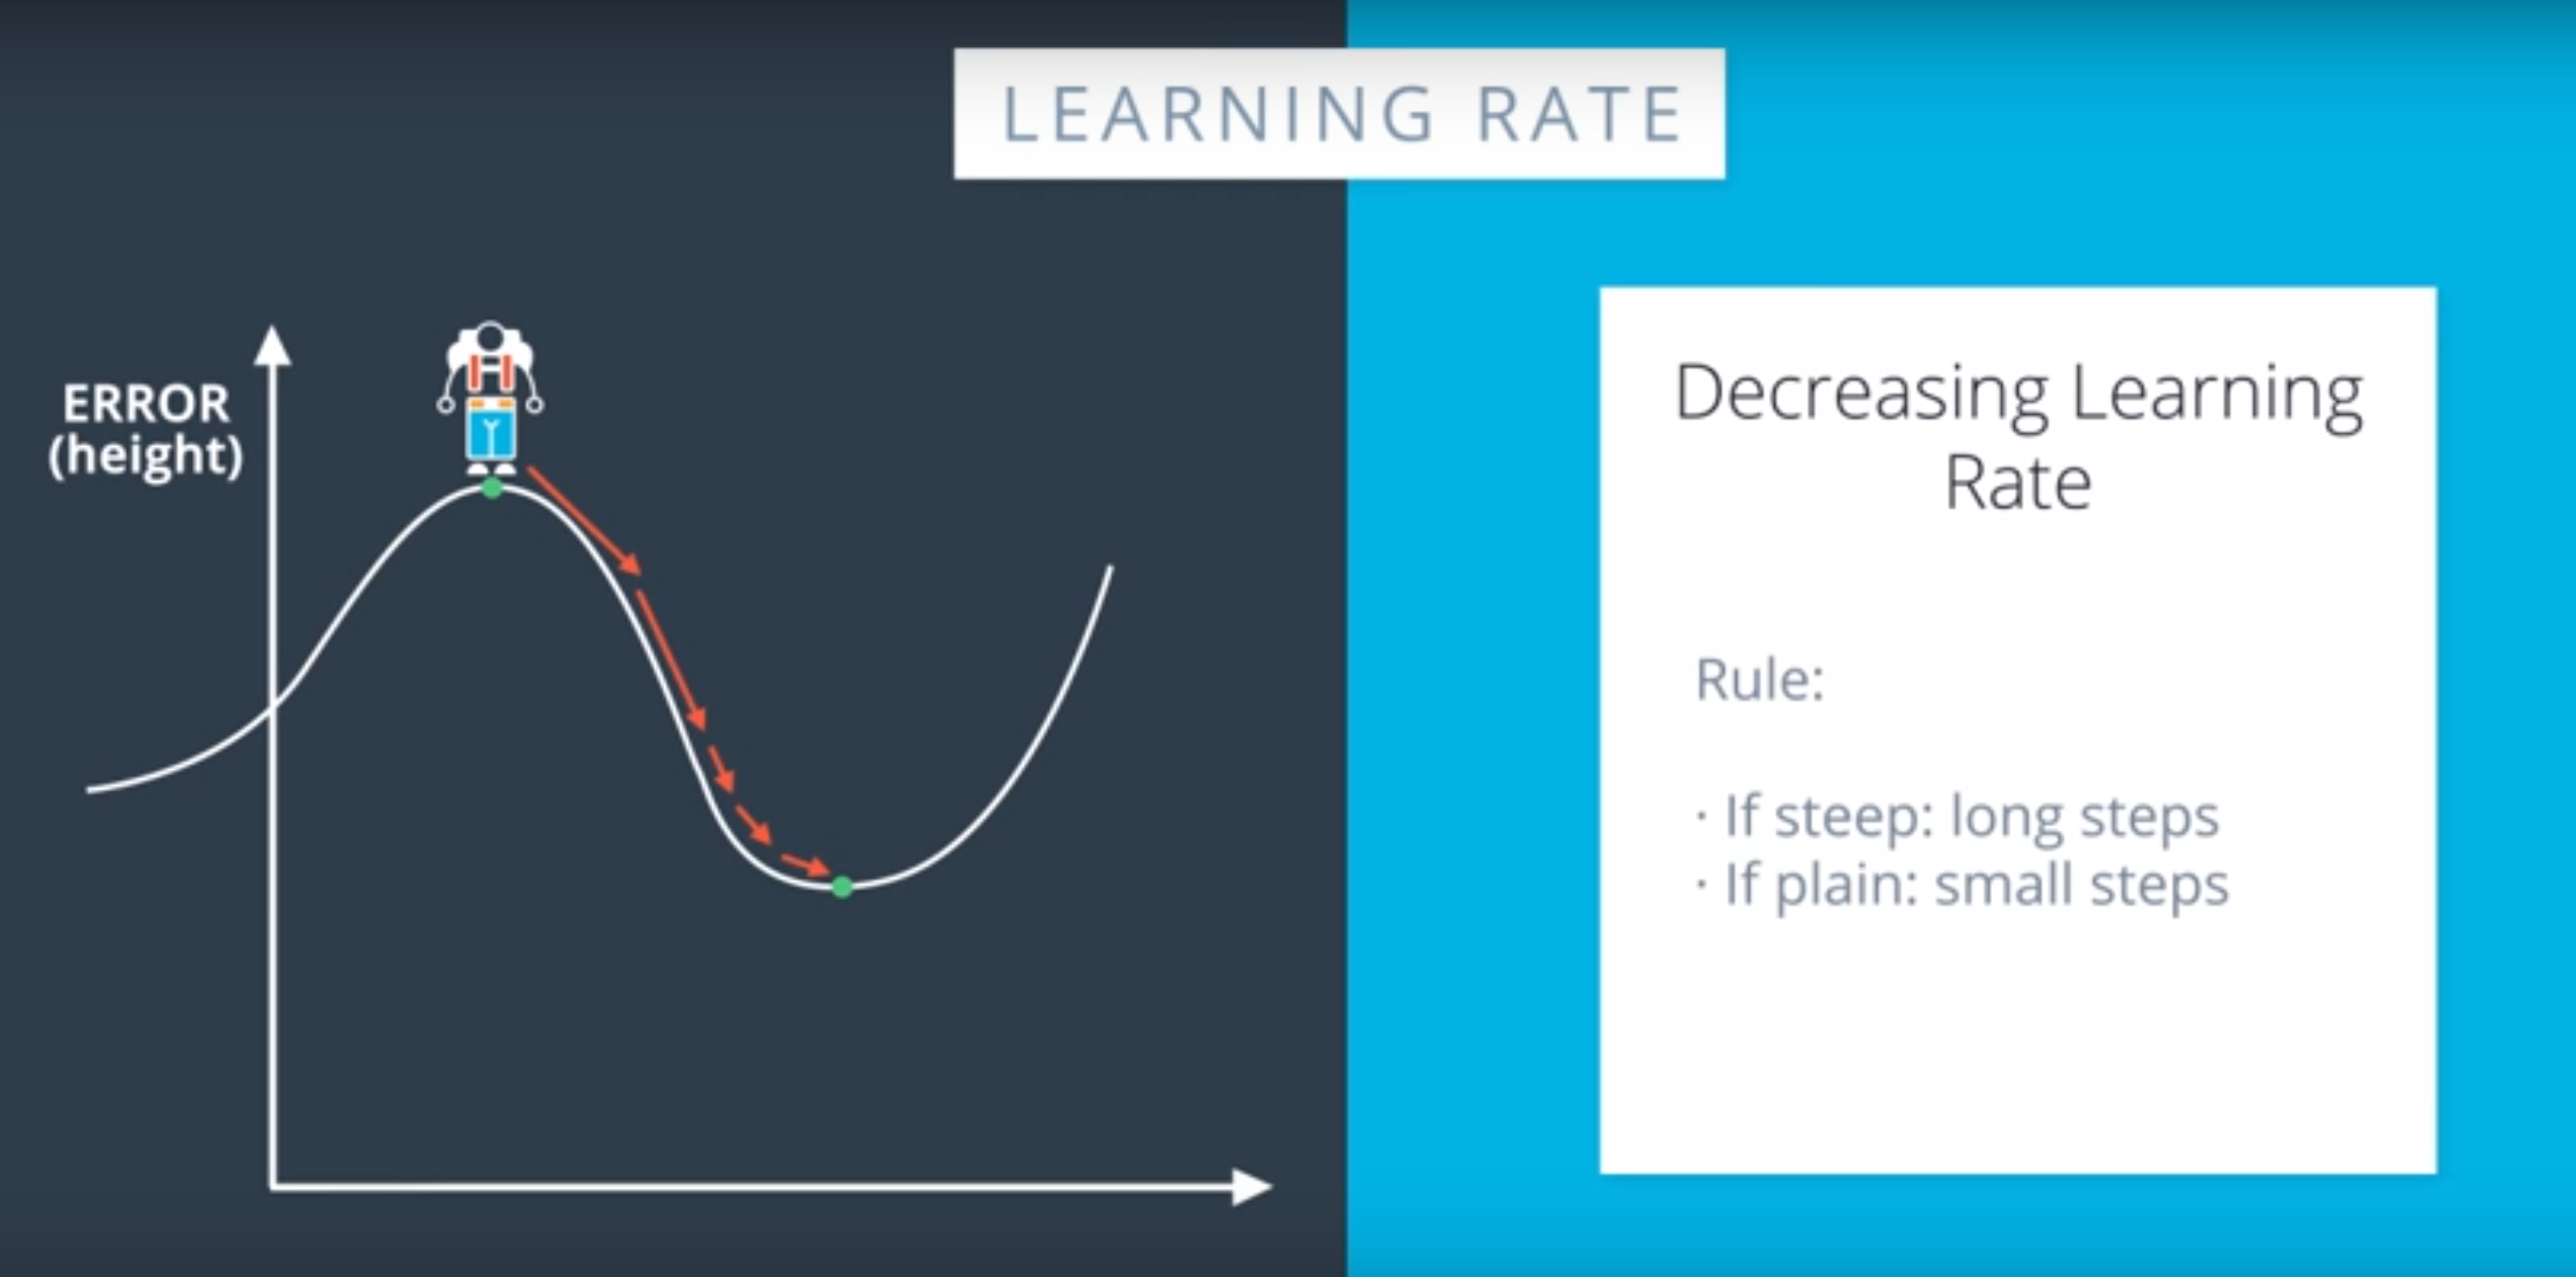 LEARNING RATE
ERROR
(height)
Decreasing Learning
Rate
Rule:
· If steep: long steps
· If plain: small steps